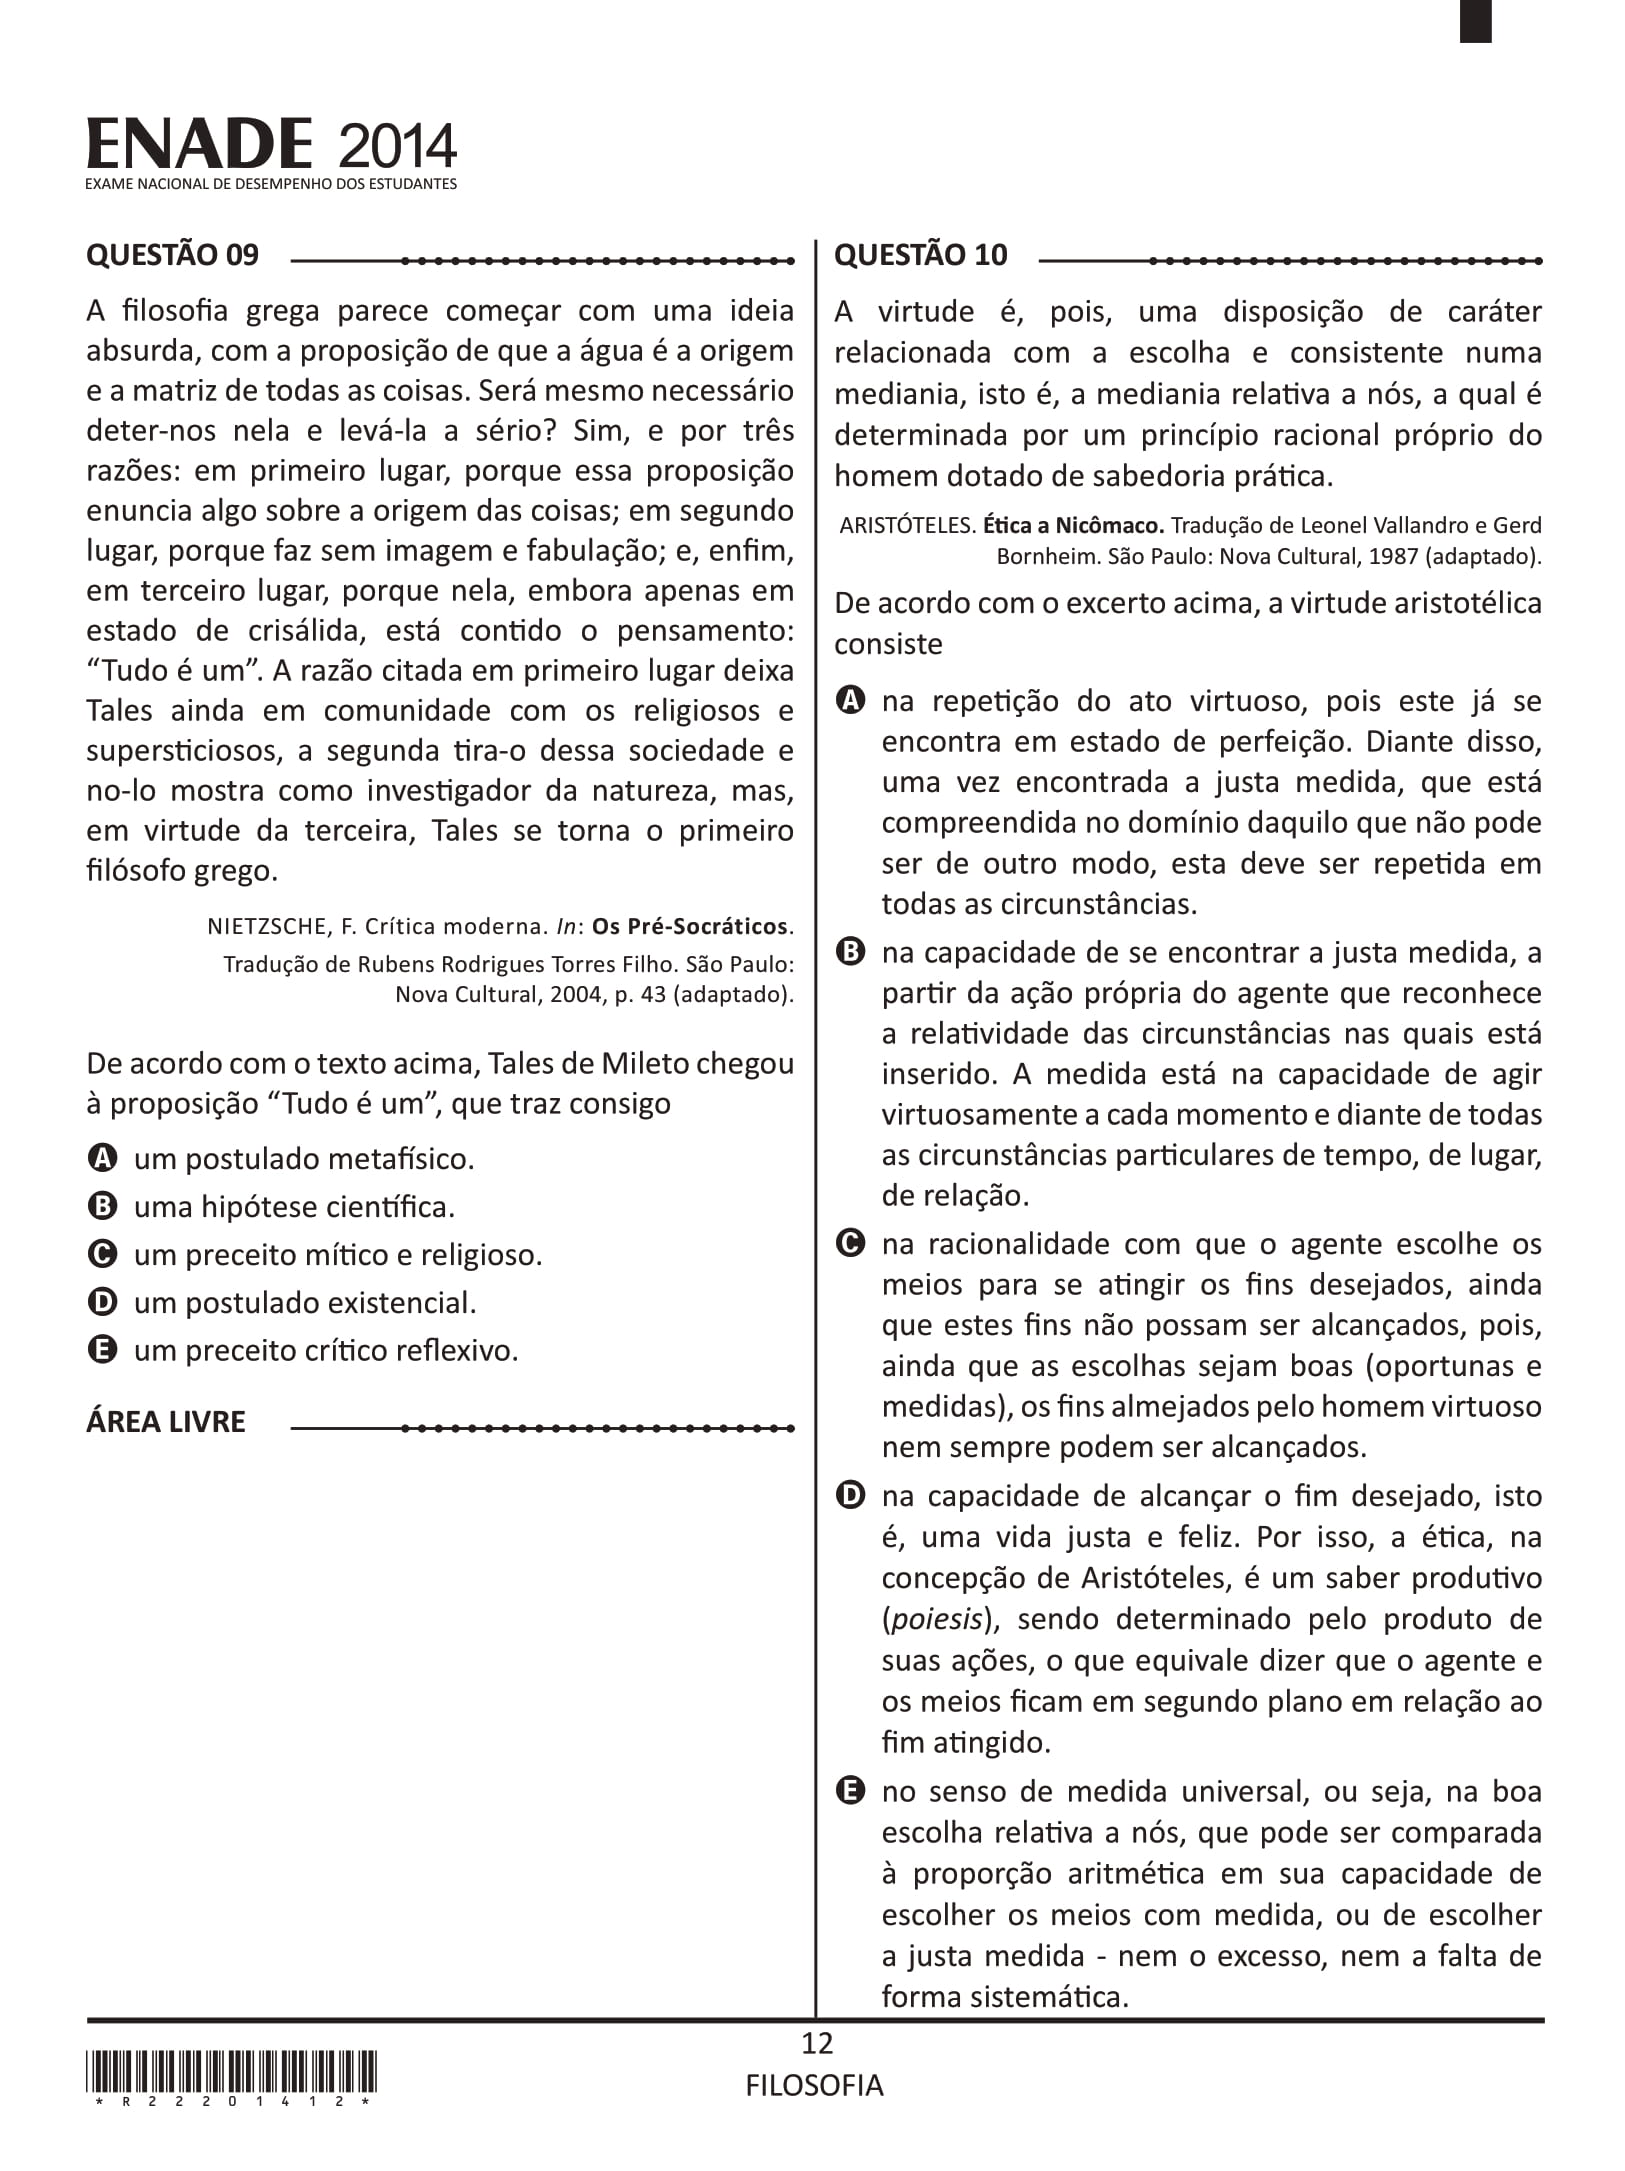 ENADE 2014
EXAME NACIONAL DE DESEMPENHO DOS ESTUDANTES
QUESTÃO 09
A filosofia grega parece começar com uma ideia
absurda, com a proposição de que a água é a origem
e a matriz de todas as coisas. Será mesmo necessário
deter-nos nela e levá-la a sério? Sim, e por três
razões: em primeiro lugar, porque essa proposição
enuncia algo sobre a origem das coisas; em segundo
lugar, porque faz sem imagem e fabulação; e, enfim,
em terceiro lugar, porque nela, embora apenas em
estado de crisálida, está contido o pensamento:
“Tudo é um”. A razão citada em primeiro lugar deixa
Tales ainda em comunidade com os religiosos e
supersticiosos, a segunda tira-o dessa sociedade e
no-lo mostra como investigador da natureza, mas,
em virtude da terceira, Tales se torna o primeiro
filósofo grego.
NIETZSCHE, F. Crítica moderna. In: Os Pré-Socráticos.
Tradução de Rubens Rodrigues Torres Filho. São Paulo:
Nova Cultural, 2004, p. 43 (adaptado).
De acordo com o texto acima, Tales de Mileto chegou
à proposição “Tudo é um”, que traz consigo
A um postulado metafísico.
B uma hipótese científica.
C um preceito mítico e religioso.
D um postulado existencial.
E um preceito crítico reflexivo.
ÁREA LIVRE
QUESTÃO 10
A virtude é, pois, uma disposição de caráter
relacionada com a escolha e consistente numa
mediania, isto é, a mediania relativa a nós, a qual é
determinada por um princípio racional próprio do
homem dotado de sabedoria prática.
ARISTÓTELES. Ética a Nicômaco. Tradução de Leonel Vallandro e Gerd
Bornheim. São Paulo: Nova Cultural, 1987 (adaptado).
De acordo com o excerto acima, a virtude aristotélica
consiste
A na repetição do ato virtuoso, pois este já se
encontra em estado de perfeição. Diante disso,
uma vez encontrada a justa medida, que está
compreendida no domínio daquilo que não pode
ser de outro modo, esta deve ser repetida em
todas as circunstâncias.
B na capacidade de se encontrar a justa medida, a
partir da ação própria do agente que reconhece
a relatividade das circunstâncias nas quais está
inserido. A medida está na capacidade de agir
virtuosamente a cada momento e diante de todas
as circunstâncias particulares de tempo, de lugar,
de relação.
C na racionalidade com que o agente escolhe os
meios para se atingir os fins desejados, ainda
que estes fins não possam ser alcançados, pois,
ainda que as escolhas sejam boas (oportunas e
medidas), os fins almejados pelo homem virtuoso
nem sempre podem ser alcançados.
D na capacidade de alcançar o fim desejado, isto
é, uma vida justa e feliz. Por isso, a ética, na
concepção de Aristóteles, é um saber produtivo
(poiesis), sendo determinado pelo produto de
suas ações, o que equivale dizer que o agente e
os meios ficam em segundo plano em relação ao
fim atingido.
E no senso de medida universal, ou seja, na boa
escolha relativa a nós, que pode ser comparada
à proporção aritmética em sua capacidade de
escolher os meios com medida, ou de escolher
a justa medida - nem o excesso, nem a falta de
forma sistemática.
12
FILOSOFIA
* R 2 2 2 0 1 4 1 2 *